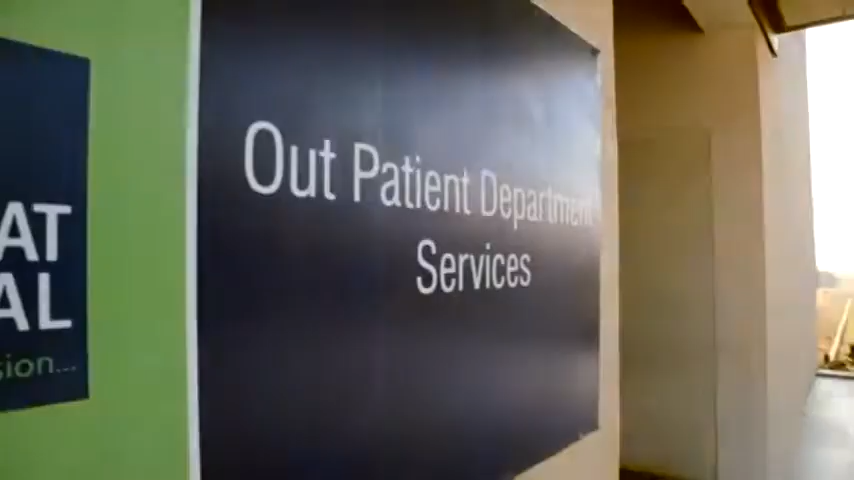 AT
AL
sion...
Out Patient Department
Services